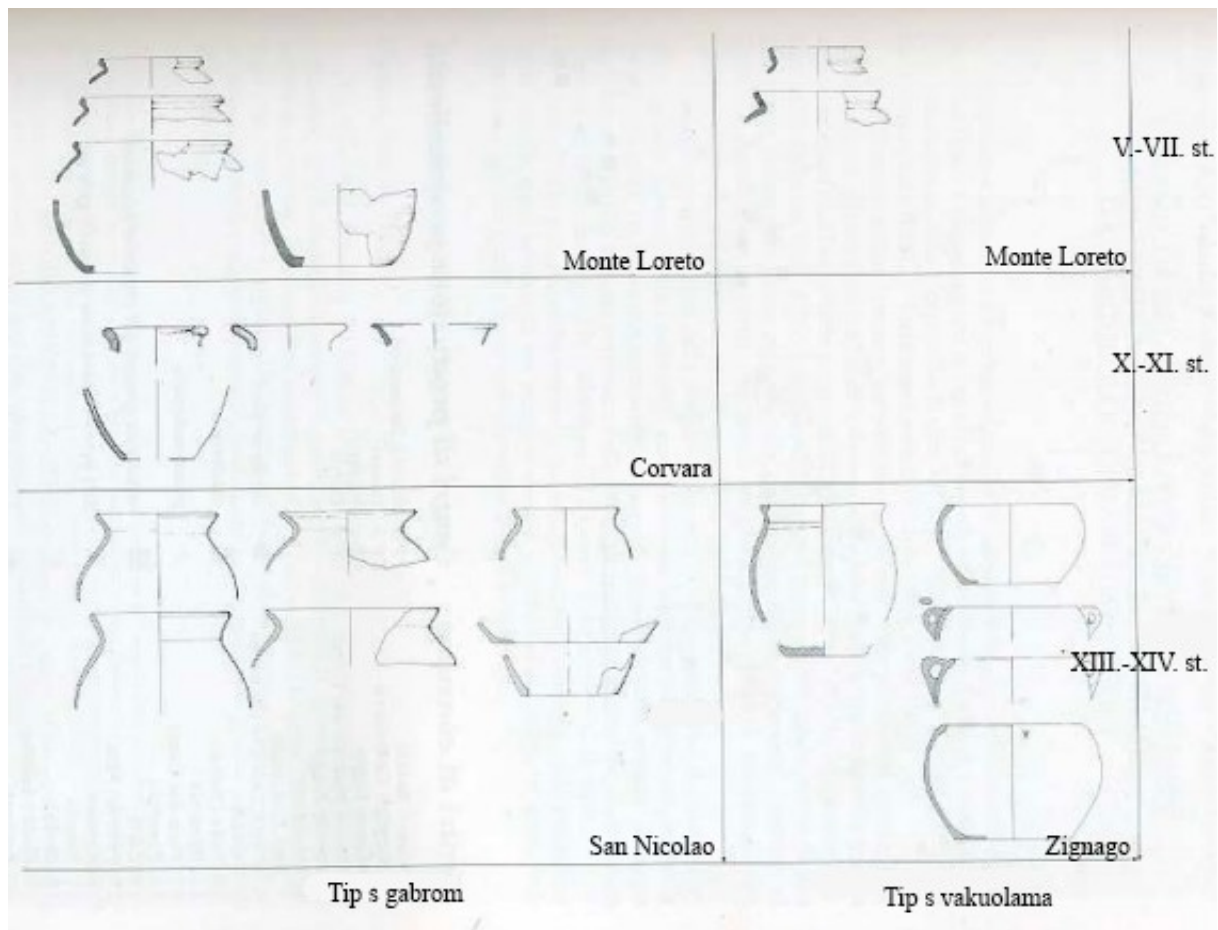 V.-VII. st.
Monte Loreto
Monte Loreto
X.-XI. st.
Corvara
XIII.-XIV. st.
San Nicolao
Zignago
Tip s gabrom
Tip s vakuolama